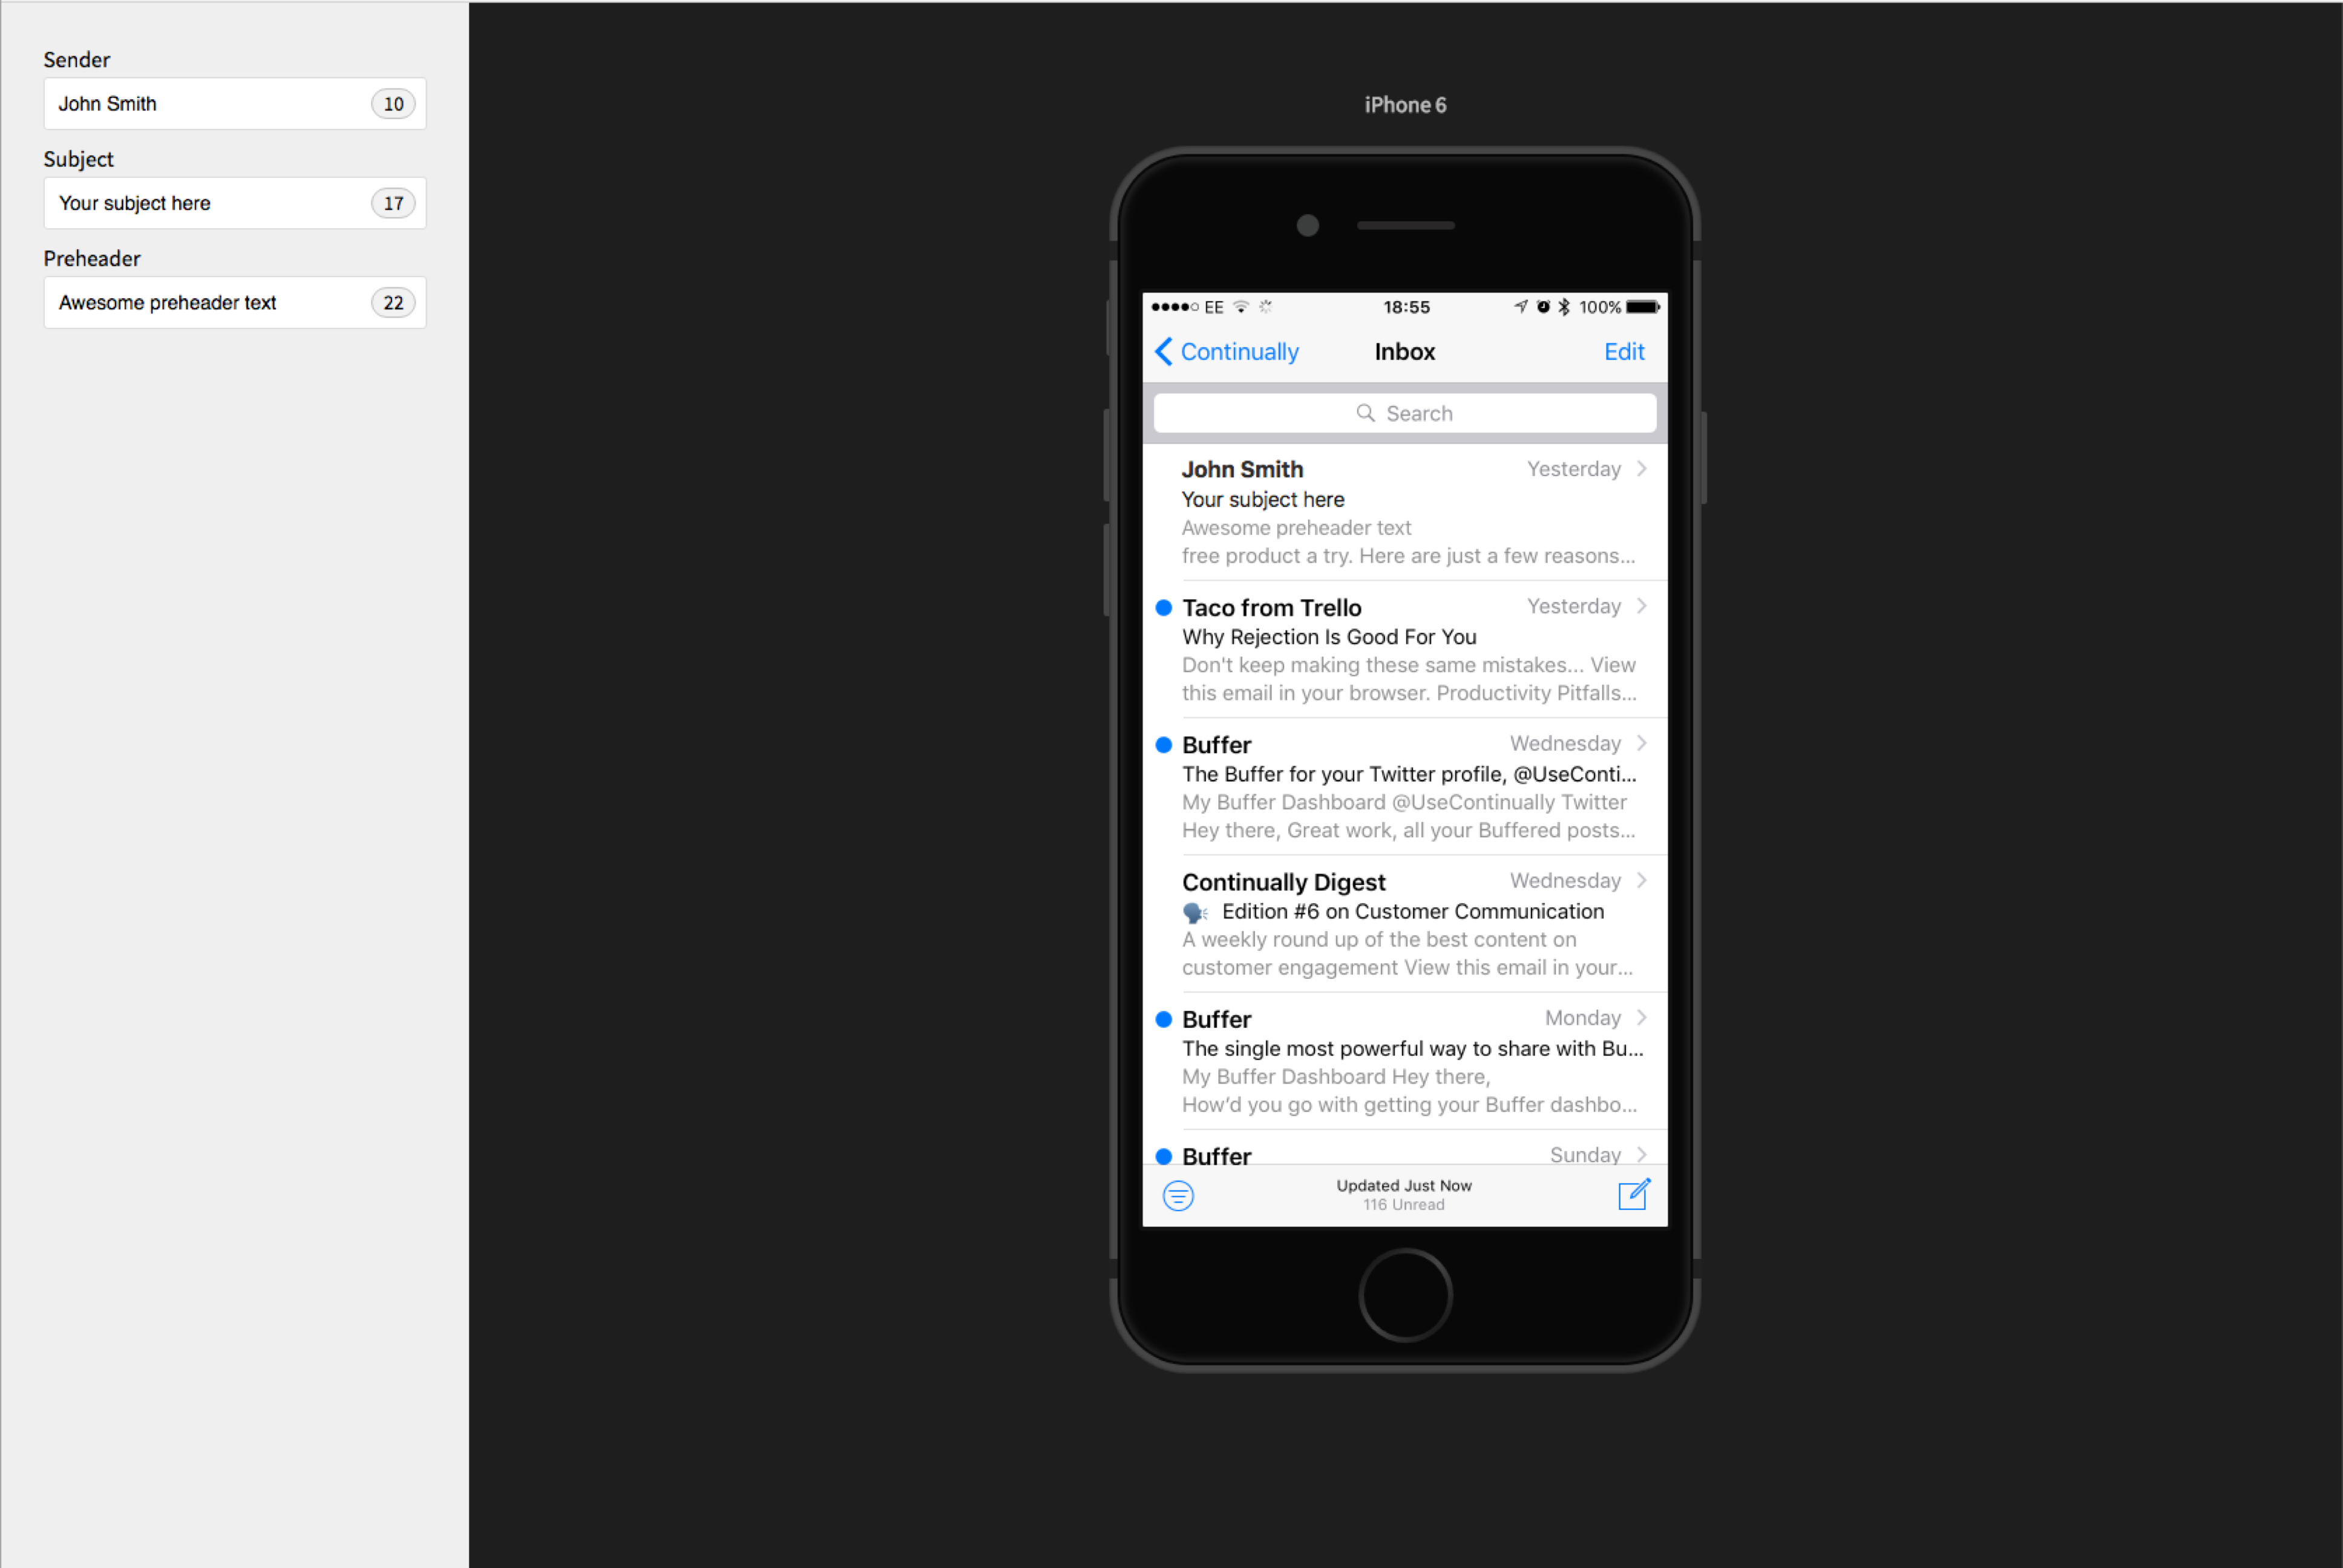 Sender
John Smith 10
Subject
Your subject here 17
Preheader
Awesome preheader text 22
iPhone 6
EE 18:55 100%
Continually Inbox Edit
Search
John Smith Yesterday
Your subject here
Awesome preheader text
free product a try. Here are just a few reasons...
Taco from Trello Yesterday
Why Rejection Is Good For You
Don't keep making these same mistakes... View
this email in your browser. Productivity Pitfalls...
Buffer Wednesday
The Buffer for your Twitter profile, @UseConti...
My Buffer Dashboard @UseContinually Twitter
Hey there, Great work, all your Buffered posts...
Continually Digest Wednesday
🗣 Edition #6 on Customer Communication
A weekly round up of the best content on
customer engagement View this email in your...
Buffer Monday
The single most powerful way to share with Bu...
My Buffer Dashboard Hey there,
How’d you go with getting your Buffer dashbo...
Buffer Sunday
Updated Just Now
116 Unread